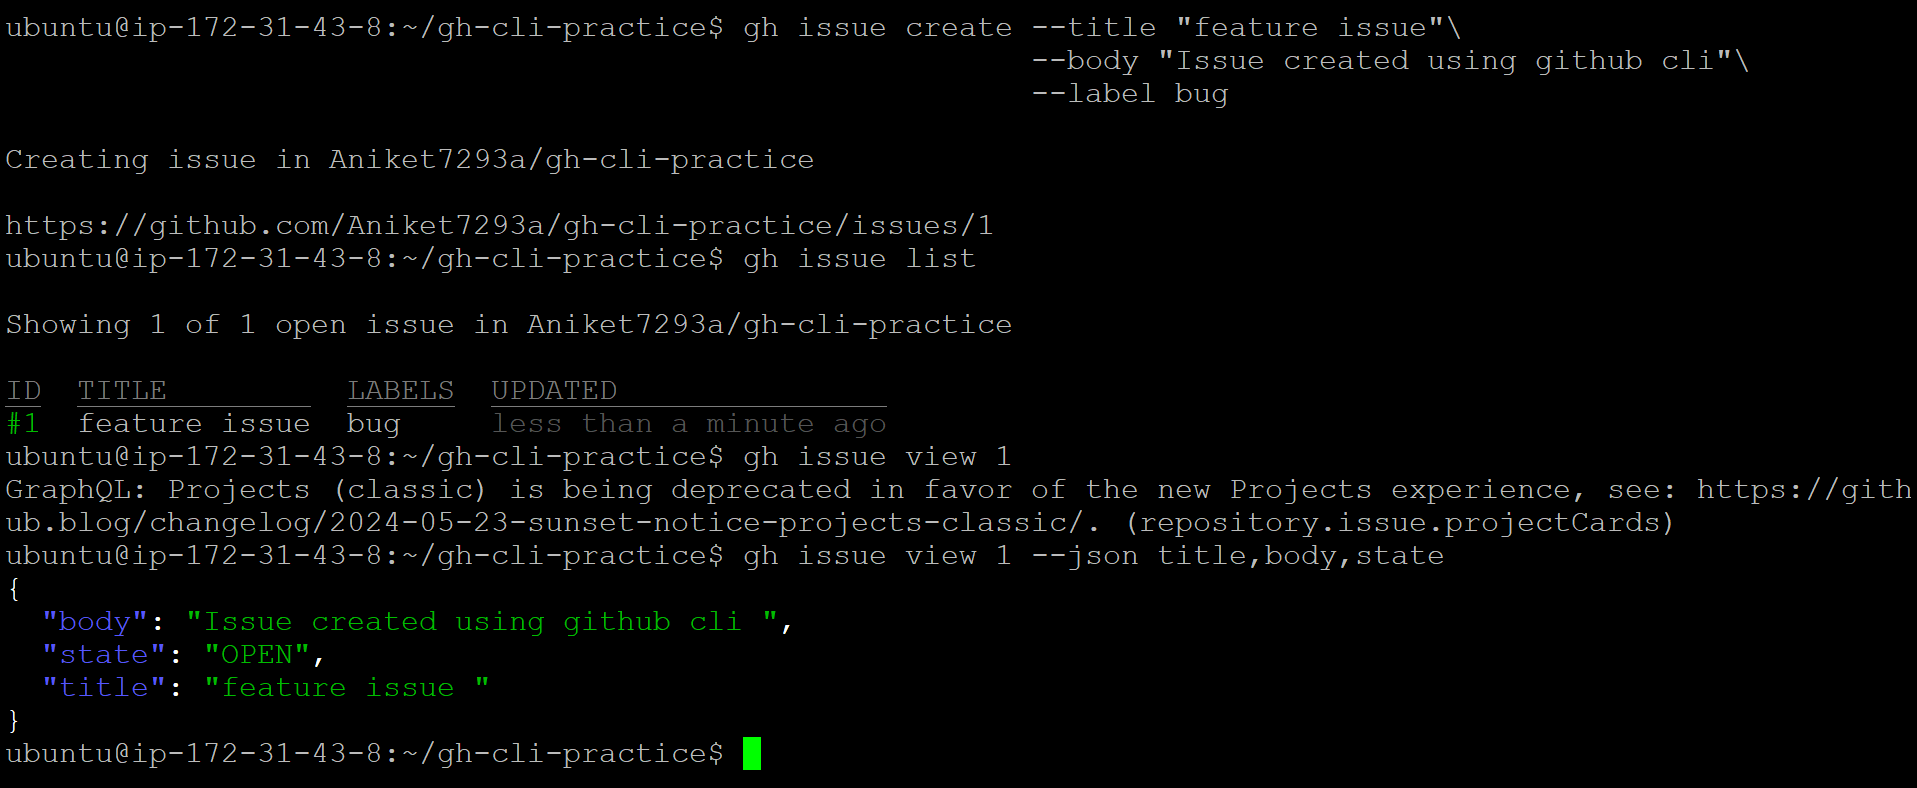 ubuntu@ip-172-31-43-8:~/gh-cli-practice$ gh issue create --title "feature issue"\
--body "Issue created using github cli"\
--label bug
Creating issue in Aniket7293a/gh-cli-practice
https://github.com/Aniket7293a/gh-cli-practice/issues/1
ubuntu@ip-172-31-43-8:~/gh-cli-practice$ gh issue list
Showing 1 of 1 open issue in Aniket7293a/gh-cli-practice
ID  TITLE          LABELS  UPDATED
#1  feature issue  bug     less than a minute ago
ubuntu@ip-172-31-43-8:~/gh-cli-practice$ gh issue view 1
GraphQL: Projects (classic) is being deprecated in favor of the new Projects experience, see: https://gith
ub.blog/changelog/2024-05-23-sunset-notice-projects-classic/. (repository.issue.projectCards)
ubuntu@ip-172-31-43-8:~/gh-cli-practice$ gh issue view 1 --json title,body,state
{
  "body": "Issue created using github cli ",
  "state": "OPEN",
  "title": "feature issue "
}
ubuntu@ip-172-31-43-8:~/gh-cli-practice$